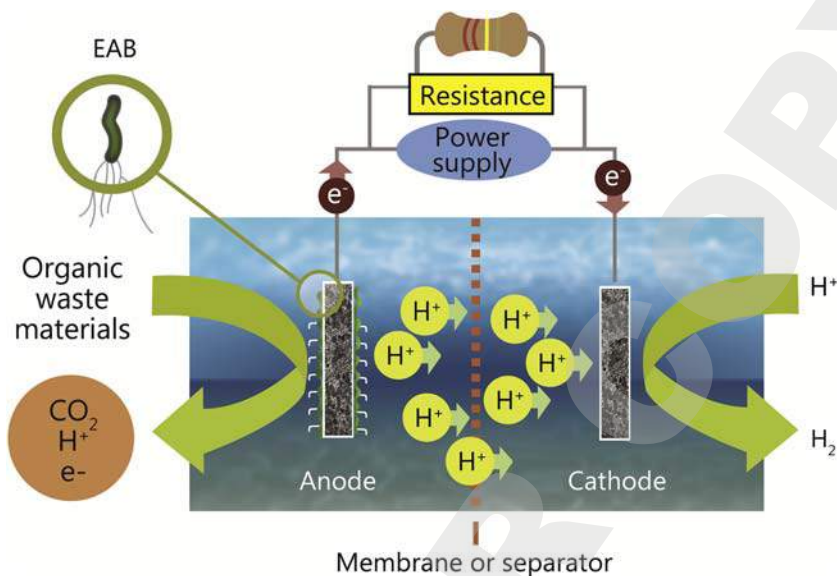 EAB
Resistance
Power
supply
e-
e-
Organic
waste
materials
H+
H+
H+
H+
H+
H+
H+
H+
CO2
H+
e-
H2
Anode
Cathode
Membrane or separator